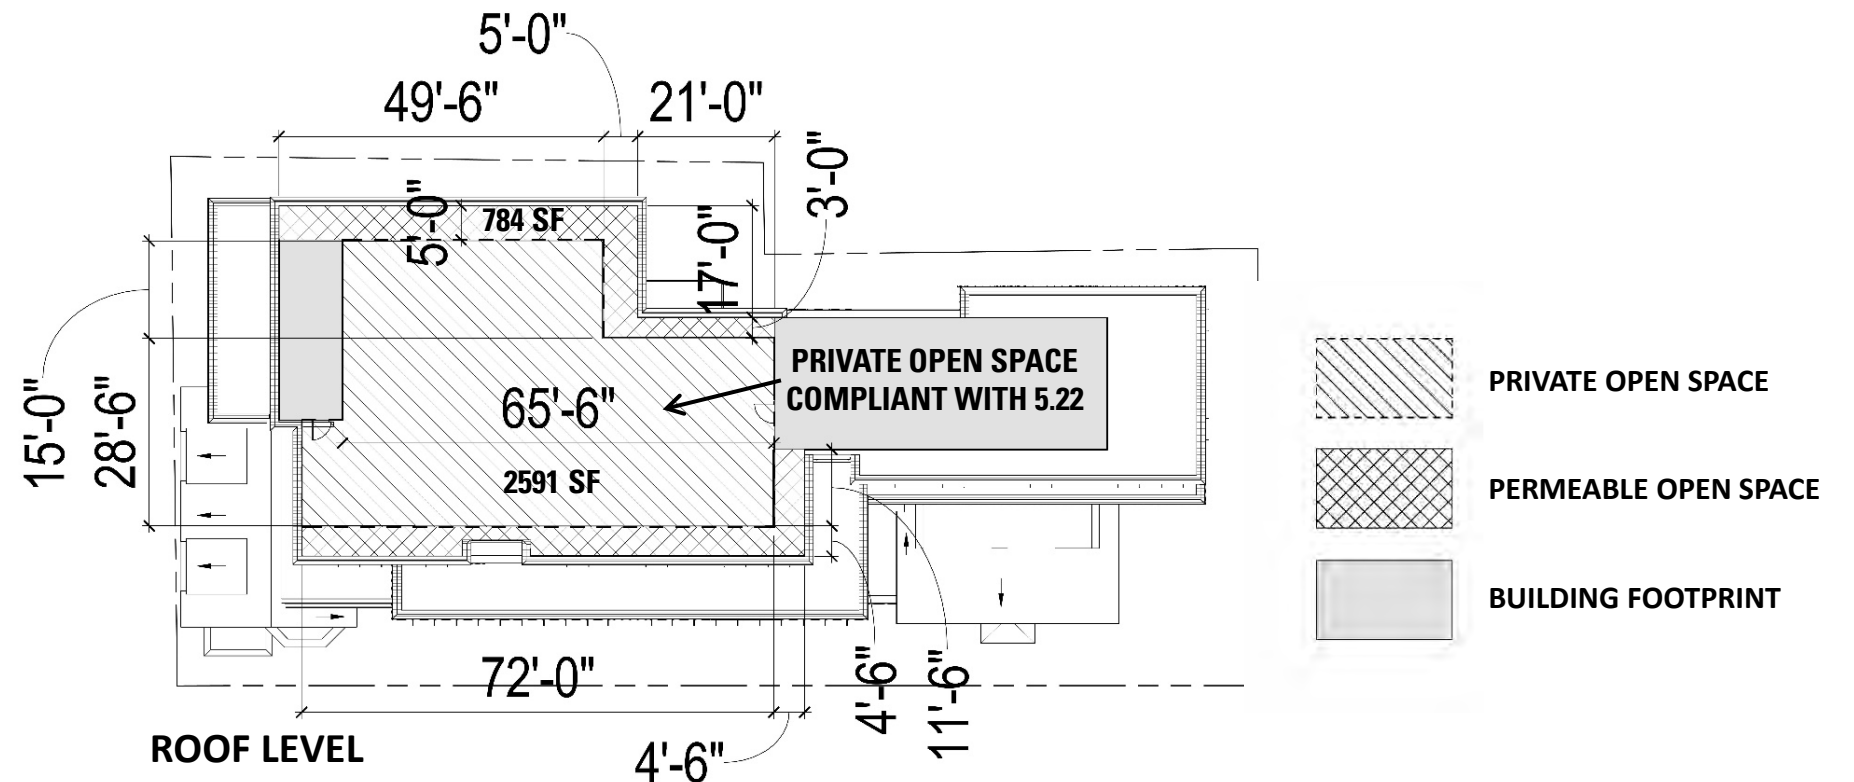 5'-0"
49'-6"
21'-0"
3'-0"
5'-0"
784 SF
17'-0"
PRIVATE OPEN SPACE
COMPLIANT WITH 5.22
65'-6"
15'-0"
28'-6"
2591 SF
72'-0"
4'-6"
11'-6"
4'-6"
ROOF LEVEL
PRIVATE OPEN SPACE
PERMEABLE OPEN SPACE
BUILDING FOOTPRINT